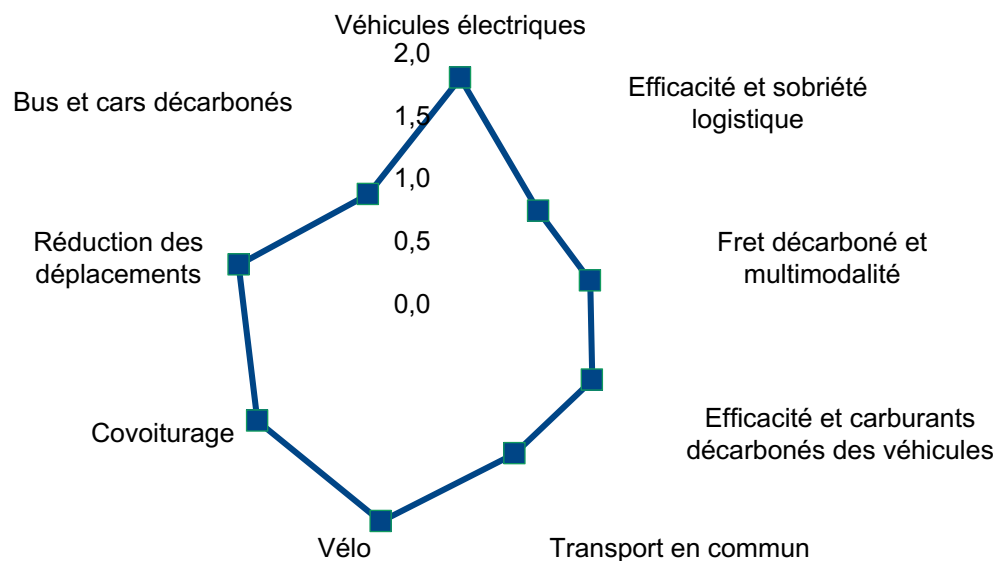 Véhicules électriques
2,0
1,5
1,0
0,5
0,0
Efficacité et sobriété
logistique
Fret décarboné et
multimodalité
Efficacité et carburants
décarbonés des véhicules
Transport en commun
Vélo
Covoiturage
Réduction des
déplacements
Bus et cars décarbonés